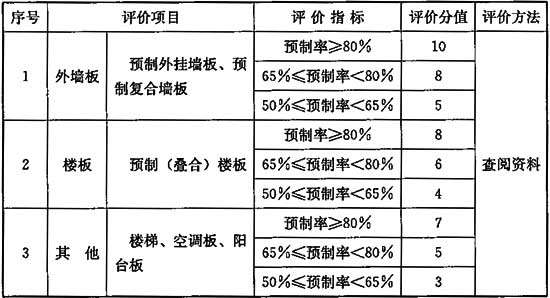 序号 评价项目 评价指标 评价分值 评价方法
预制率≥80% 10
1 外墙板 预制外挂墙板、预制复合墙板 65%≤预制率<80% 8
50%≤预制率<65% 5
预制率≥80% 8
2 楼板 预制（叠合）楼板 65%≤预制率<80% 6 查阅资料
50%≤预制率<65% 4
预制率≥80% 7
3 其他 楼梯、空调板、阳台板 65%≤预制率<80% 5
50%≤预制率<65% 3